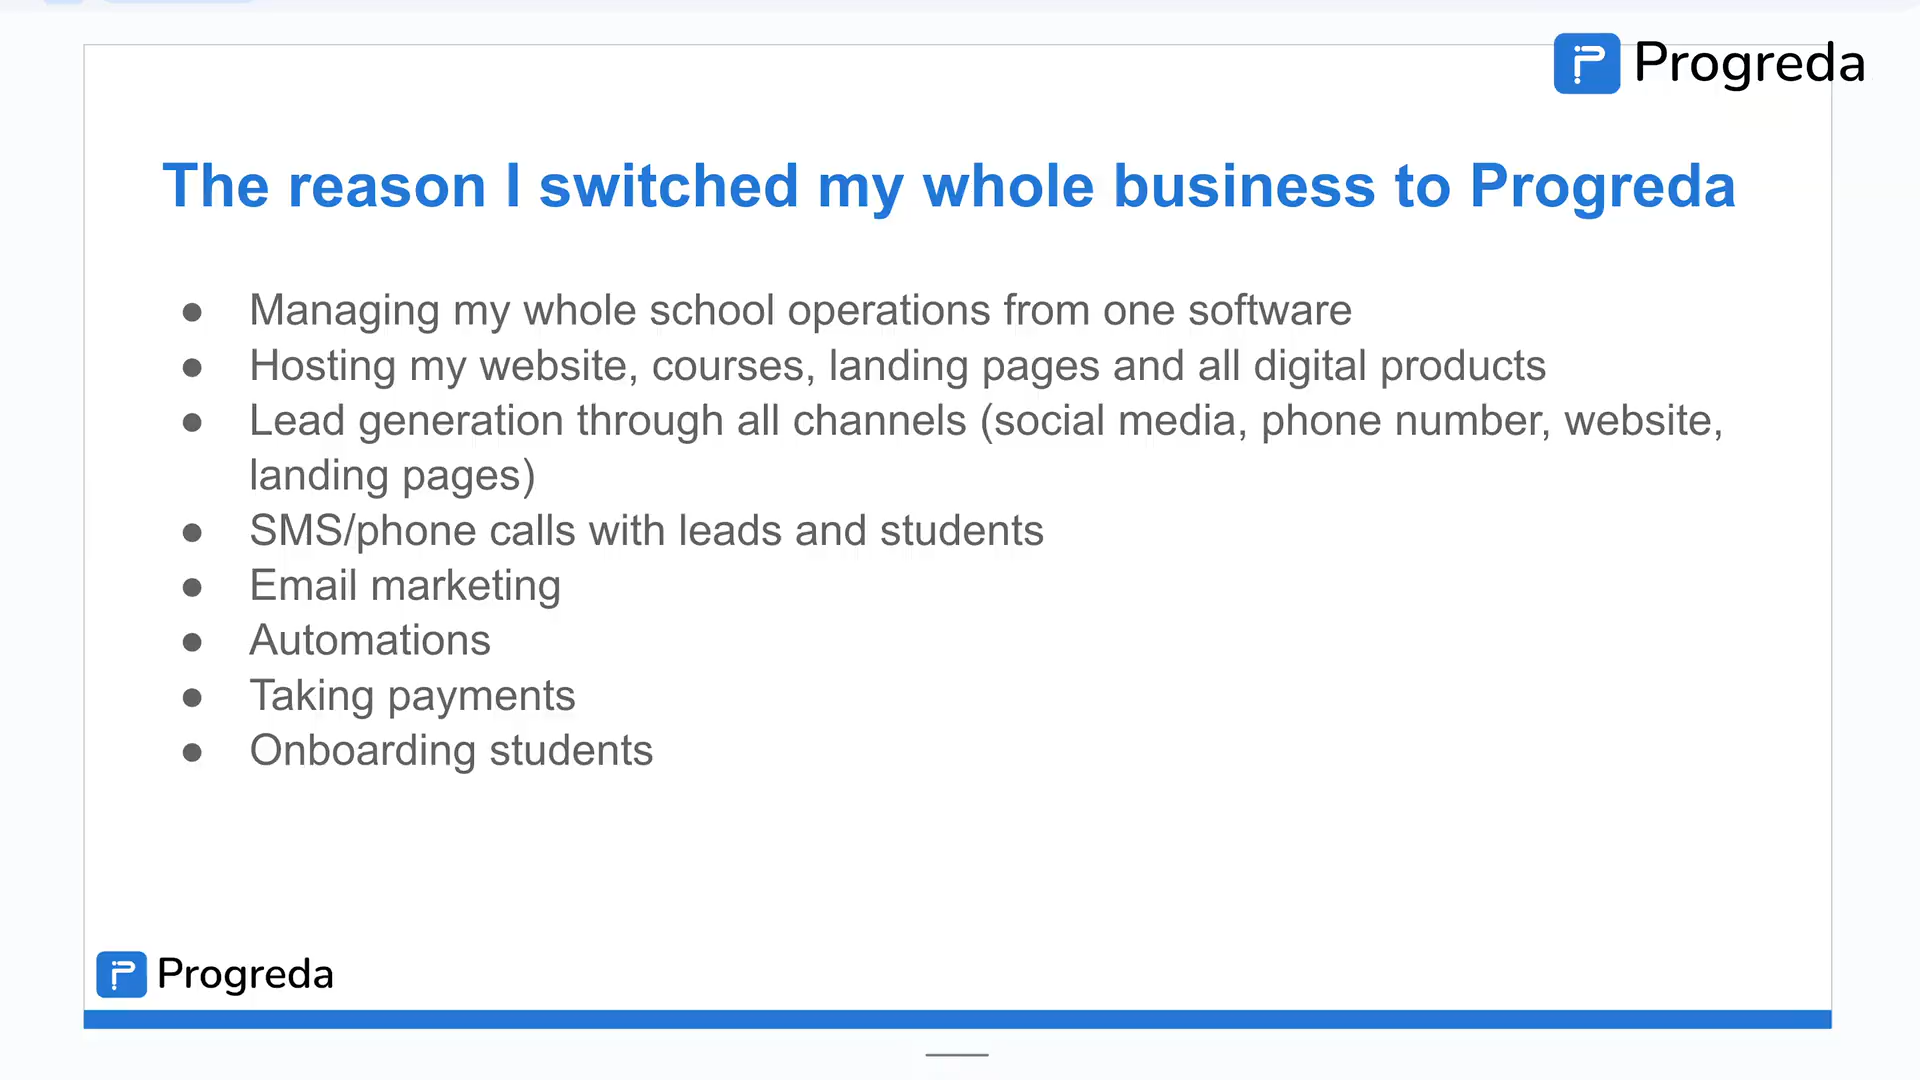 Progreda
The reason I switched my whole business to Progreda
● Managing my whole school operations from one software
● Hosting my website, courses, landing pages and all digital products
● Lead generation through all channels (social media, phone number, website,
landing pages)
● SMS/phone calls with leads and students
● Email marketing
● Automations
● Taking payments
● Onboarding students
Progreda